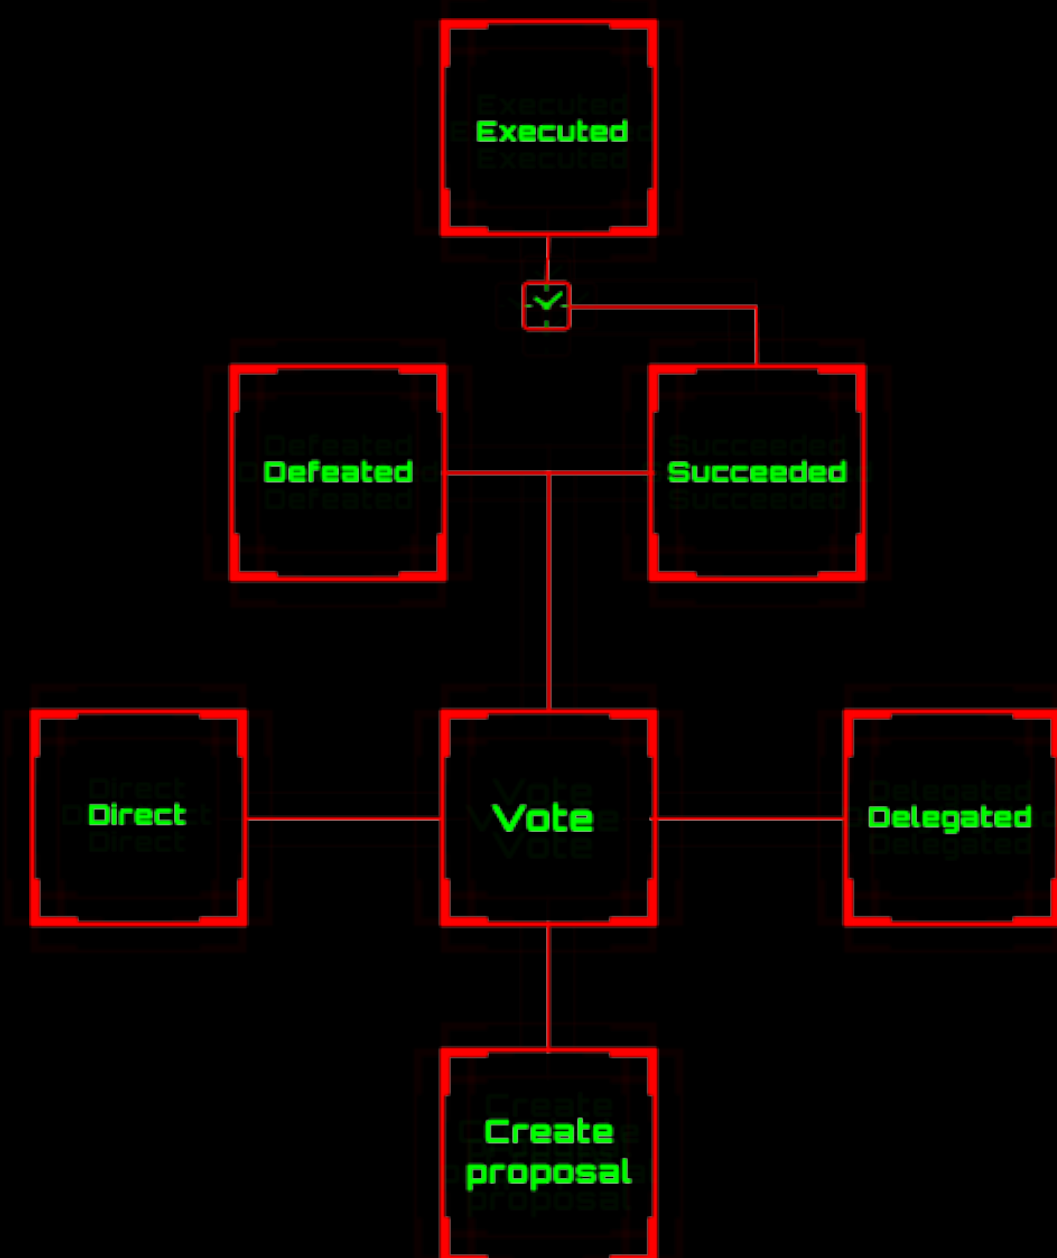 Executed
Defeated
Succeeded
Direct
Vote
Delegated
Create
proposal